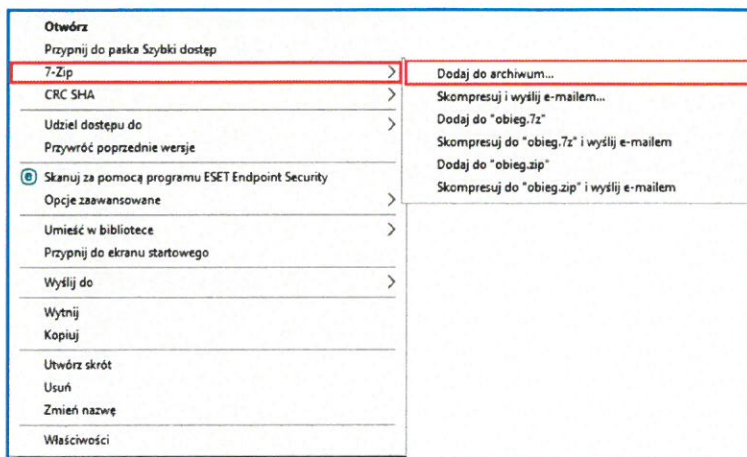 Otwórz
Przypnij do paska Szybki dostęp
7-Zip
CRC SHA
Udziel dostępu do
Przywróć poprzednie wersje
Skanuj za pomocą programu ESET Endpoint Security
Opcje zaawansowane
Umieść w bibliotece
Przypnij do ekranu startowego
Wyślij do
Wytnij
Kopiuj
Utwórz skrót
Usuń
Zmień nazwę
Właściwości
Dodaj do archiwum...
Skompresuj i wyślij e-mailem...
Dodaj do "obieg.7z"
Skompresuj do "obieg.7z" i wyślij e-mailem
Dodaj do "obieg.zip"
Skompresuj do "obieg.zip" i wyślij e-mailem